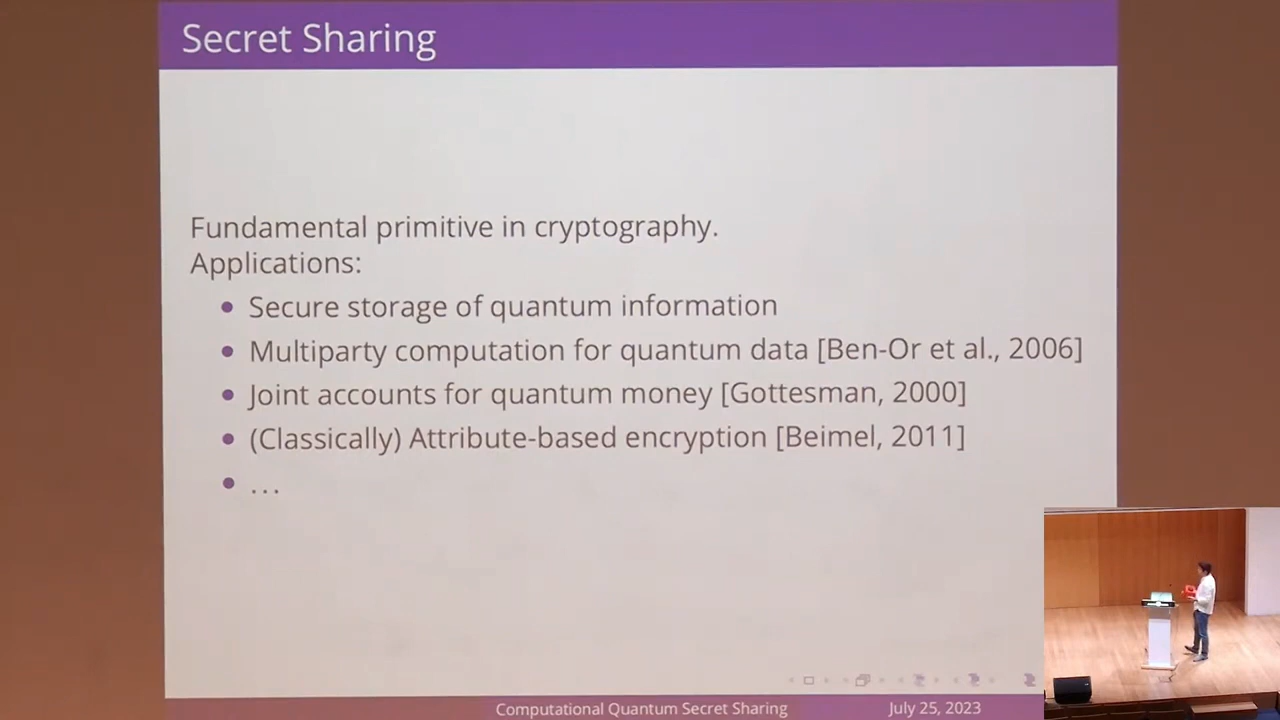 Secret Sharing
Fundamental primitive in cryptography.
Applications:
Secure storage of quantum information
Multiparty computation for quantum data [Ben-Or et al., 2006]
Joint accounts for quantum money [Gottesman, 2000]
(Classically) Attribute-based encryption [Beimel, 2011]
...
Computational Quantum Secret Sharing
July 25, 2023